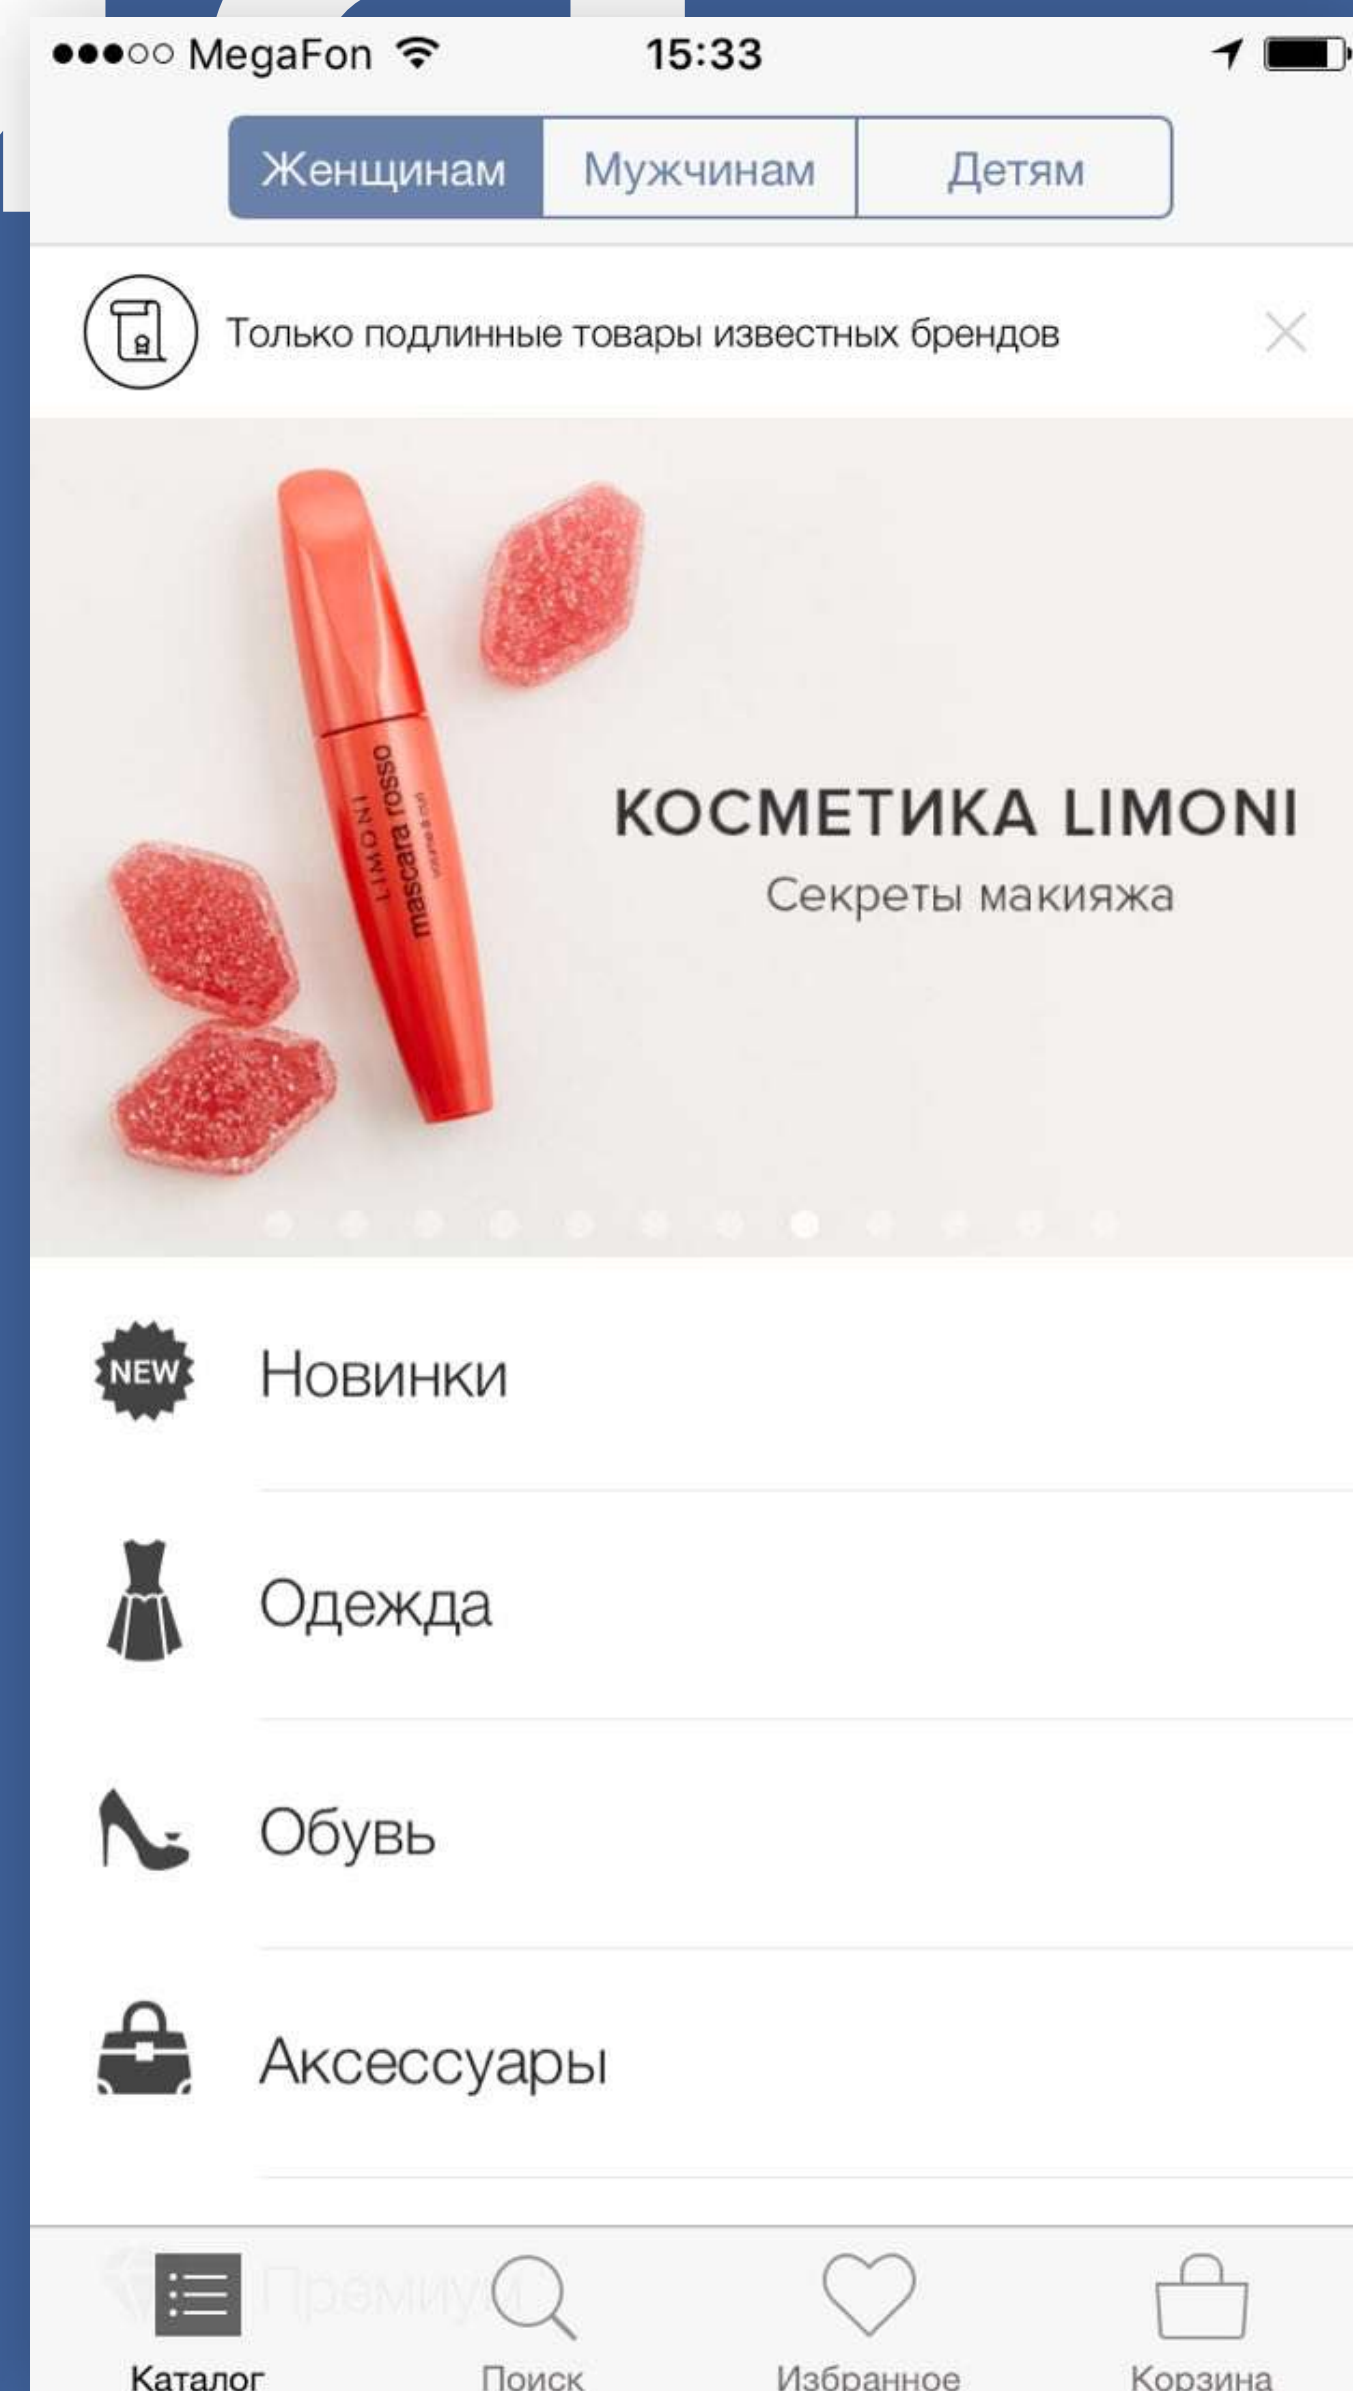 MegaFon 15:33
Женщинам Мужчинам Детям
Только подлинные товары известных брендов
LIMONI
mascara rosso
КОСМЕТИКА LIMONI
Секреты макияжа
NEW Новинки
Одежда
Обувь
Аксессуары
Премиум
Каталог Поиск Избранное Корзина